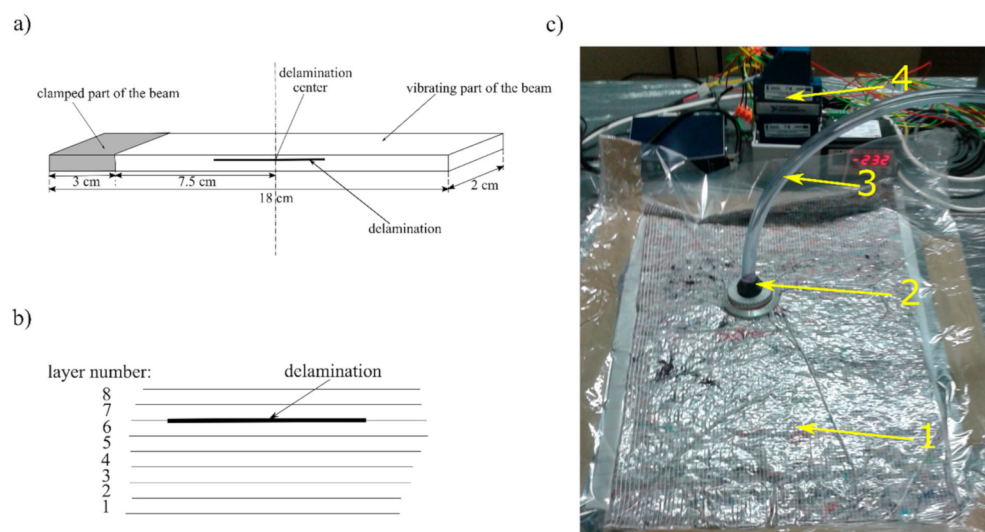 a)
delamination
center
clamped part of the beam
vibrating part of the beam
3 cm
7.5 cm
18 cm
2 cm
delamination
b)
layer number:
delamination
8
7
6
5
4
3
2
1
c)
4
-232
3
2
1